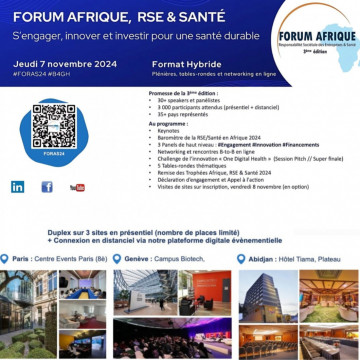 FORUM AFRIQUE, RSE & SANTÉ
S'engager, innover et investir pour une santé durable
FORUM AFRIQUE
Responsabilité Sociétale des Entreprises & Santé
3ème édition
Jeudi 7 novembre 2024
#FORAS24 #B4GH
Format Hybride
Plénières, tables-rondes et networking en ligne
Promesse de la 3ème édition :
• 30+ speakers et panélistes
• 3 000 participants attendus (présentiel + distanciel)
• 35+ pays représentés
Au programme :
• Keynotes
• Baromètre de la RSE/Santé en Afrique 2024
• 3 Panels de haut niveau : #Engagement #Innovation #Financements
• Networking et rencontres B-to-B en ligne
• Challenge de l'innovation « One Digital Health » (Session Pitch // Super finale)
• 5 Tables-rondes thématiques
• Remise des Trophées Afrique, RSE & Santé 2024
• Déclaration d'engagement et Appel à l'action
• Visites de sites sur inscription, vendredi 8 novembre (en option)
FORAS24
in
f
You Tube
Duplex sur 3 sites en présentiel (nombre de places limité)
+ Connexion en distanciel via notre plateforme digitale évènementielle
Paris : Centre Events Paris (8è)
Genève : Campus Biotech,
Abidjan : Hôtel Tiama, Plateau